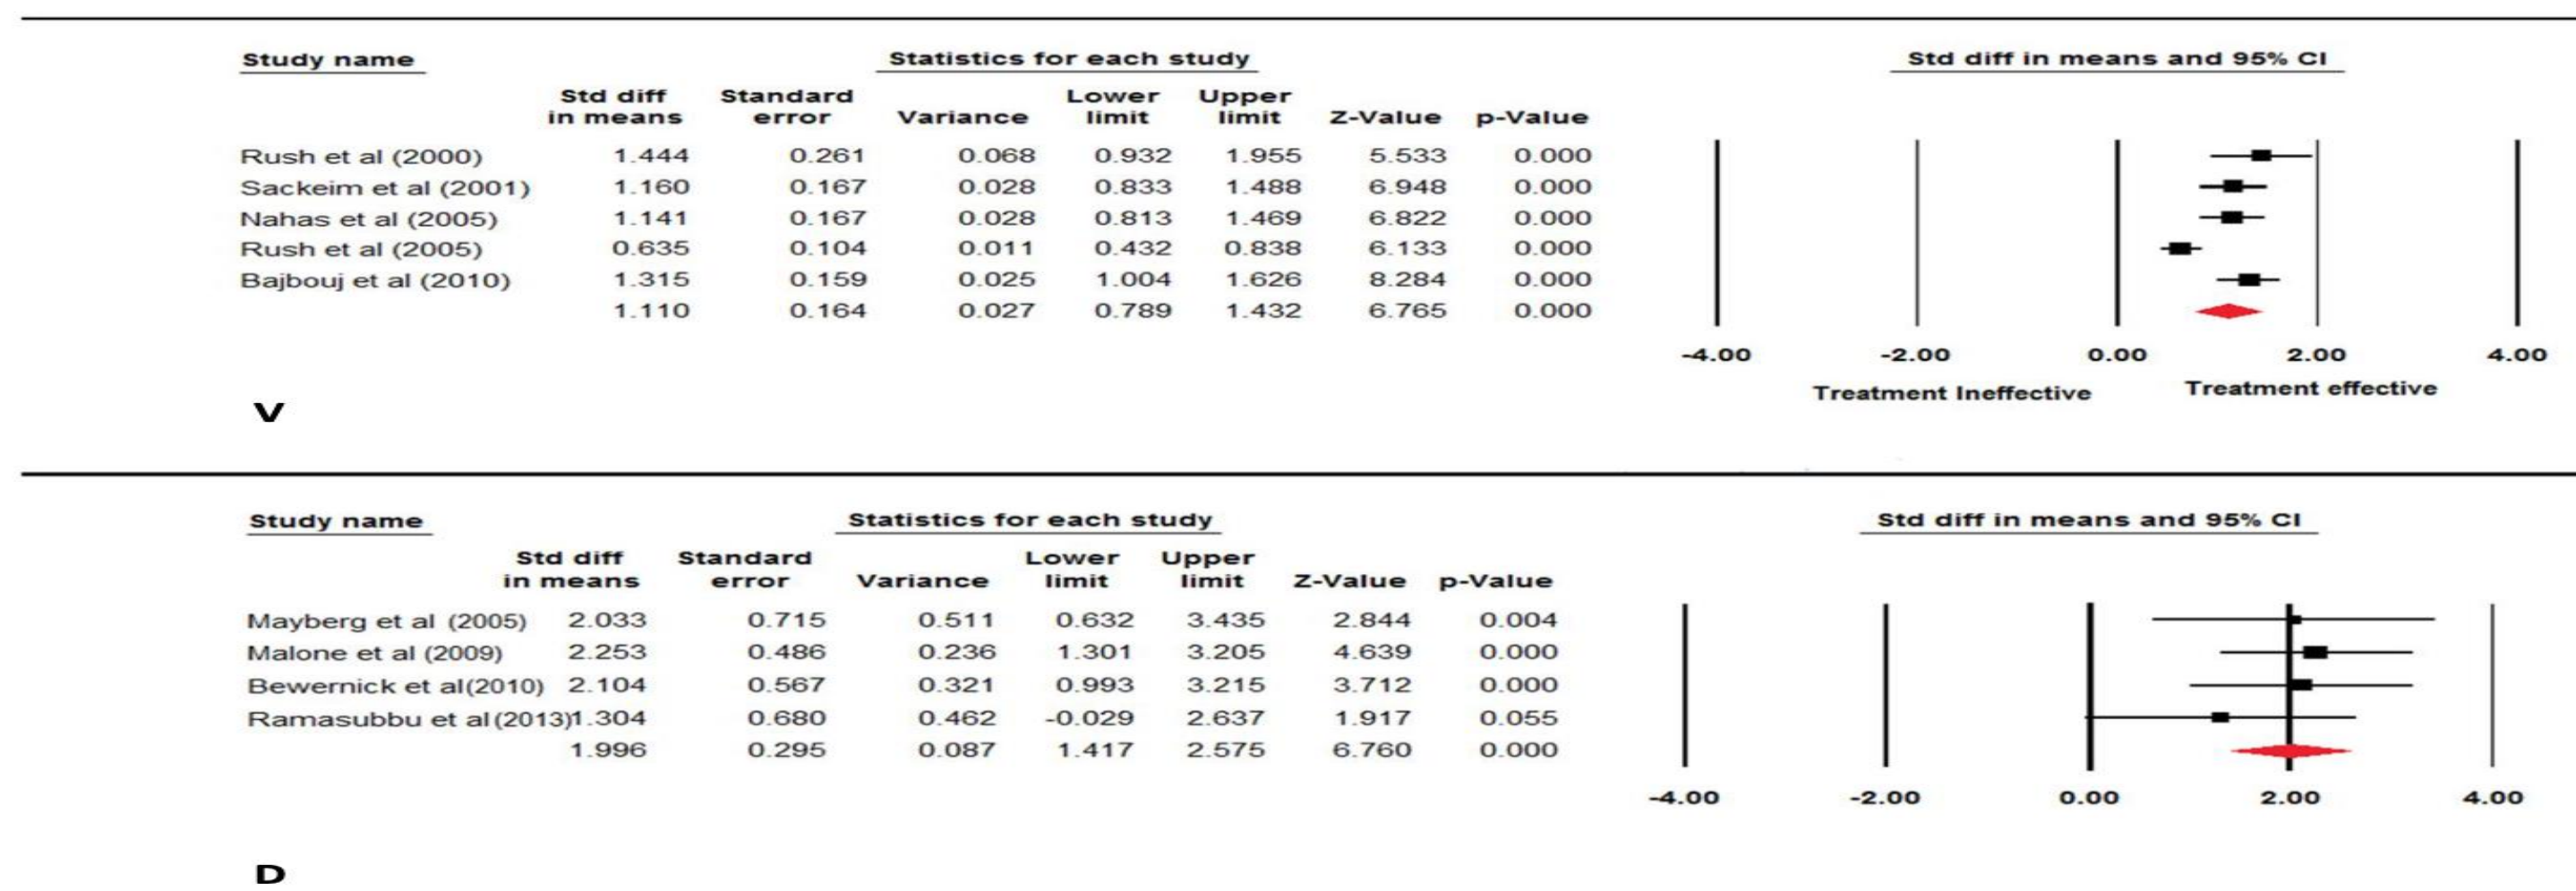 Study name Statistics for each study Std diff in means and 95% CI
Std diff Standard Lower Upper
in means error Variance limit limit Z-Value p-Value
Rush et al (2000) 1.444 0.261 0.068 0.932 1.955 5.533 0.000
Sackeim et al (2001) 1.160 0.167 0.028 0.833 1.488 6.948 0.000
Nahas et al (2005) 1.141 0.167 0.028 0.813 1.469 6.822 0.000
Rush et al (2005) 0.635 0.104 0.011 0.432 0.838 6.133 0.000
Bajbouj et al (2010) 1.315 0.159 0.025 1.004 1.626 8.284 0.000
1.110 0.164 0.027 0.789 1.432 6.765 0.000
-4.00 -2.00 0.00 2.00 4.00
Treatment Ineffective Treatment effective
V
Study name Statistics for each study Std diff in means and 95% CI
Std diff Standard Lower Upper
in means error Variance limit limit Z-Value p-Value
Mayberg et al (2005) 2.033 0.715 0.511 0.632 3.435 2.844 0.004
Malone et al (2009) 2.253 0.486 0.236 1.301 3.205 4.639 0.000
Bewernick et al(2010) 2.104 0.567 0.321 0.993 3.215 3.712 0.000
Ramasubbu et al(2013)1.304 0.680 0.462 -0.029 2.637 1.917 0.055
1.996 0.295 0.087 1.417 2.575 6.760 0.000
-4.00 -2.00 0.00 2.00 4.00
D